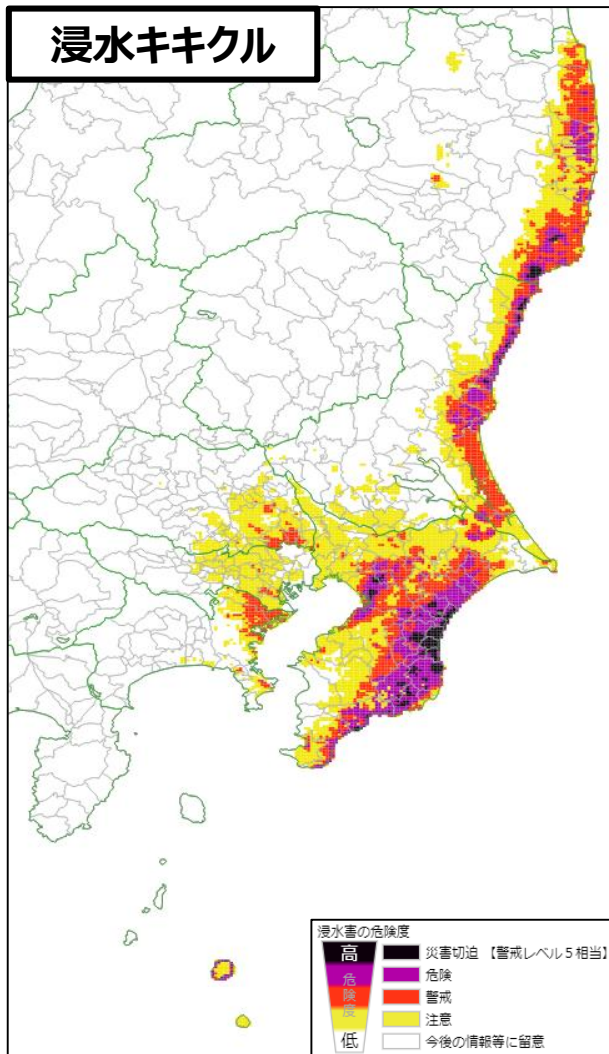 浸水キキクル
浸水害の危険度
高
危険度
低
災害切迫 【警戒レベル5相当】
危険
警戒
注意
今後の情報等に留意